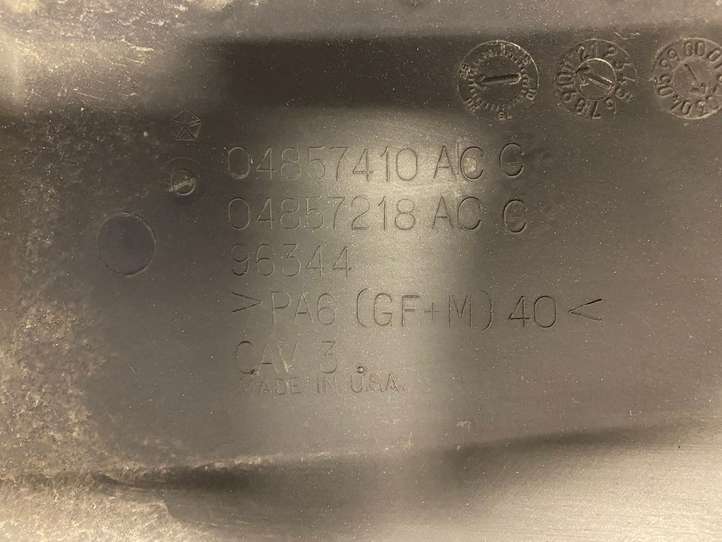 04857410 AC C
04857218 AC C
96344
>PA6 (GF+M) 40<
CAV 3
MADE IN U.S.A.